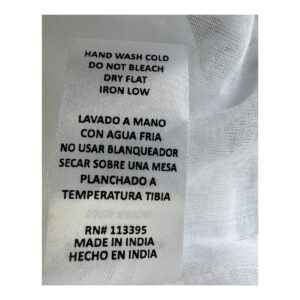 HAND WASH COLD
DO NOT BLEACH
DRY FLAT
IRON LOW
LAVADO A MANO
CON AGUA FRIA
NO USAR BLANQUEADOR
SECAR SOBRE UNA MESA
PLANCHADO A
TEMPERATURA TIBIA
RN# 113395
MADE IN INDIA
HECHO EN INDIA